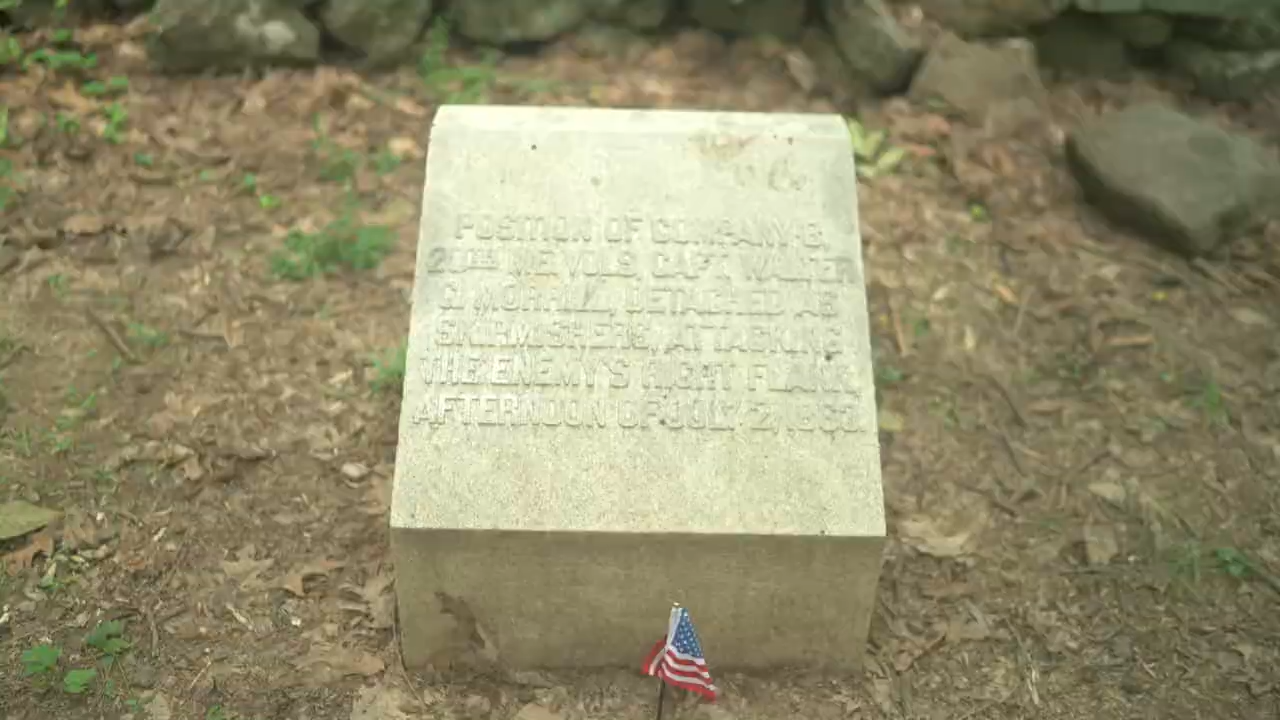 POSITION OF COMPANY B,
20TH ME VOLS, CAPT WALTER
G. MORRILL, DETACHED AS
SKIRMISHERS, ATTACKING
THE ENEMY'S RIGHT FLANK,
AFTERNOON OF JULY 2, 1863.